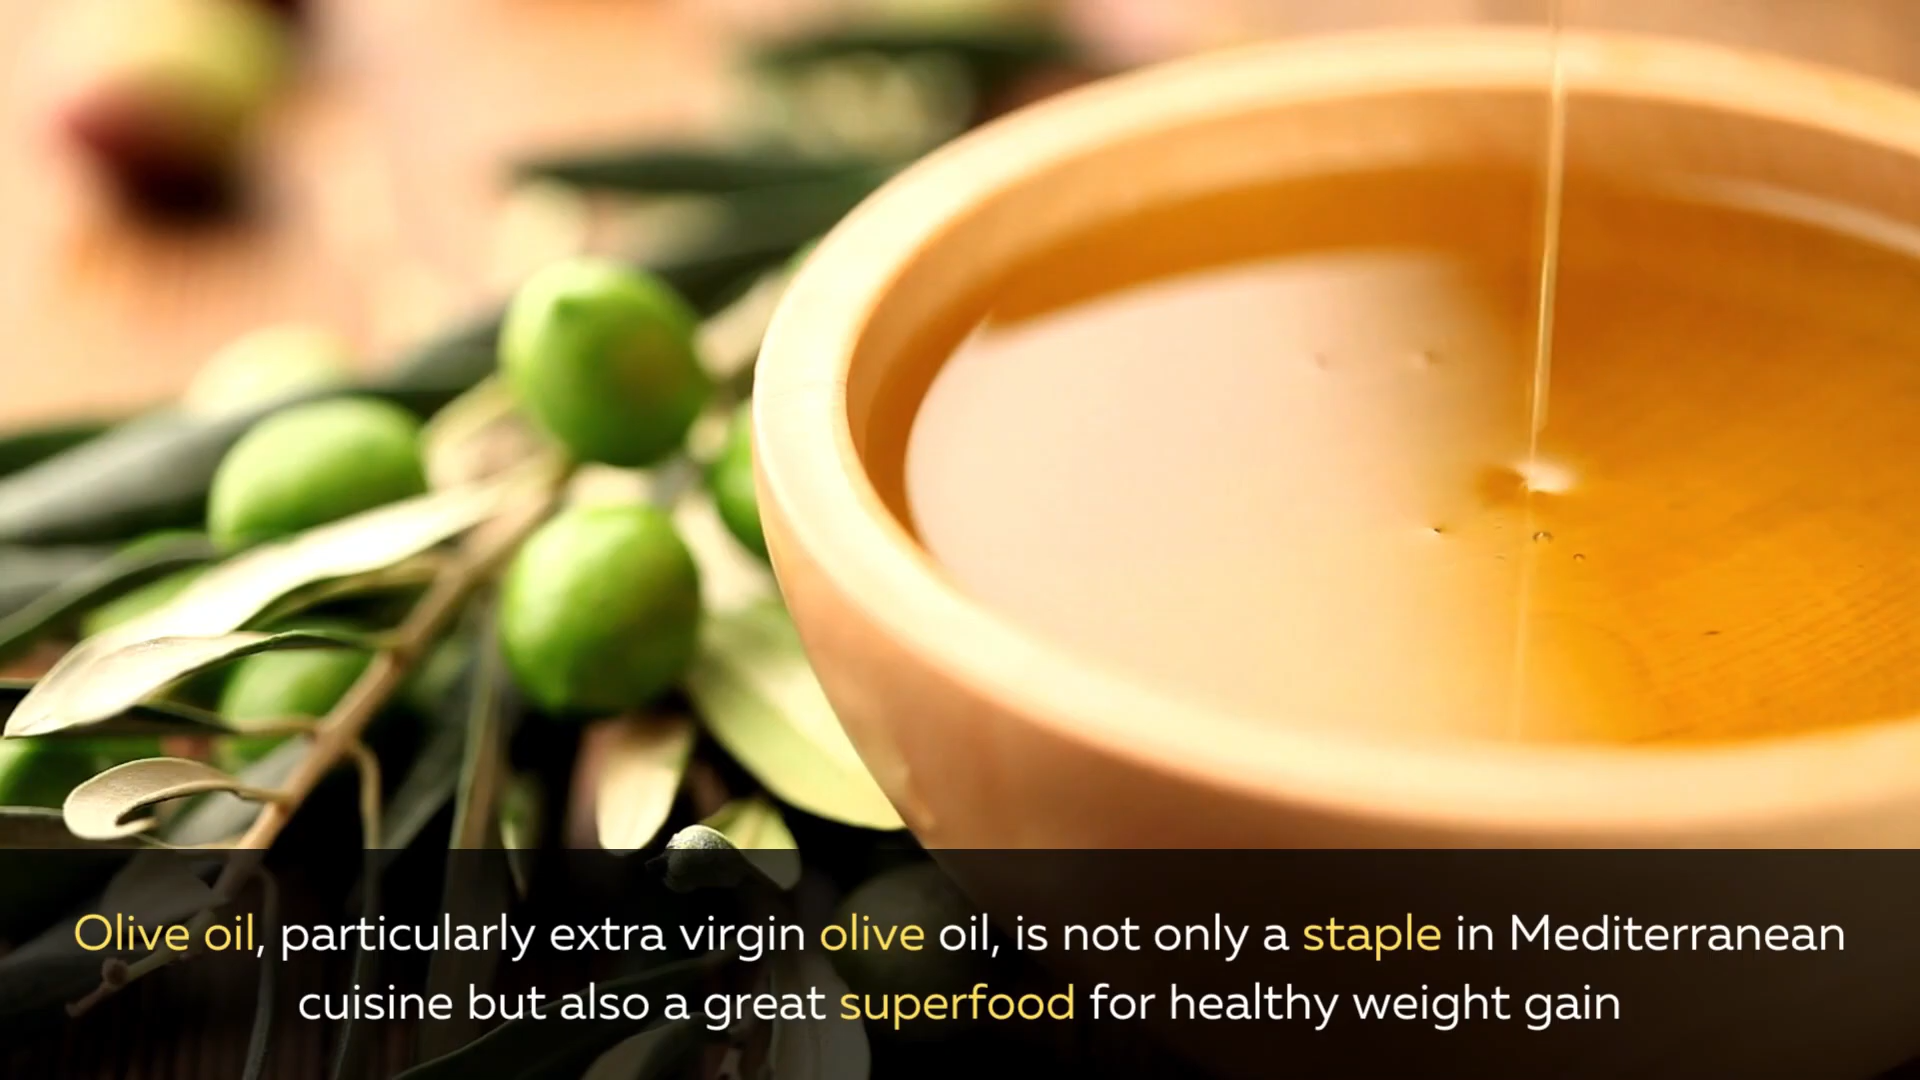 Olive oil, particularly extra virgin olive oil, is not only a staple in Mediterranean
cuisine but also a great superfood for healthy weight gain